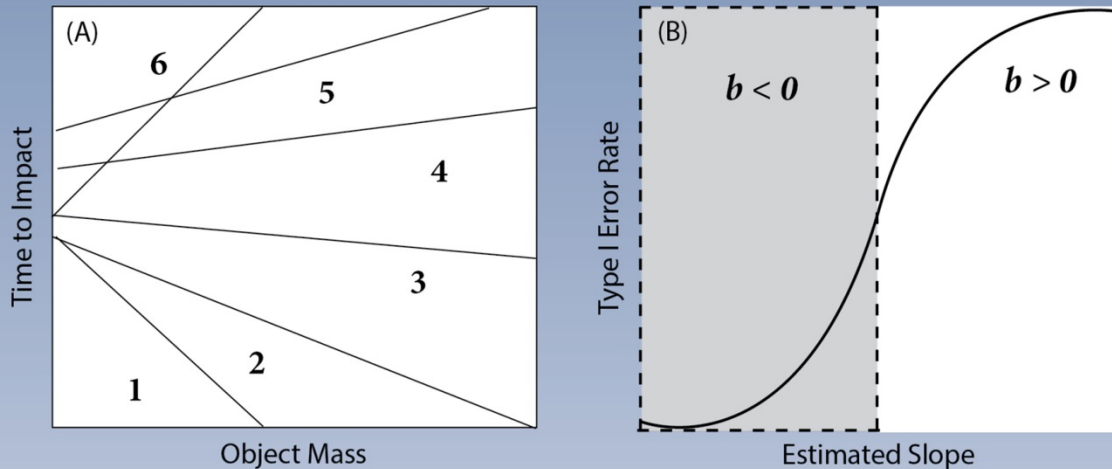 (A)
6
5
4
3
2
1
Time to Impact
Object Mass
(B)
b < 0
b > 0
Type I Error Rate
Estimated Slope